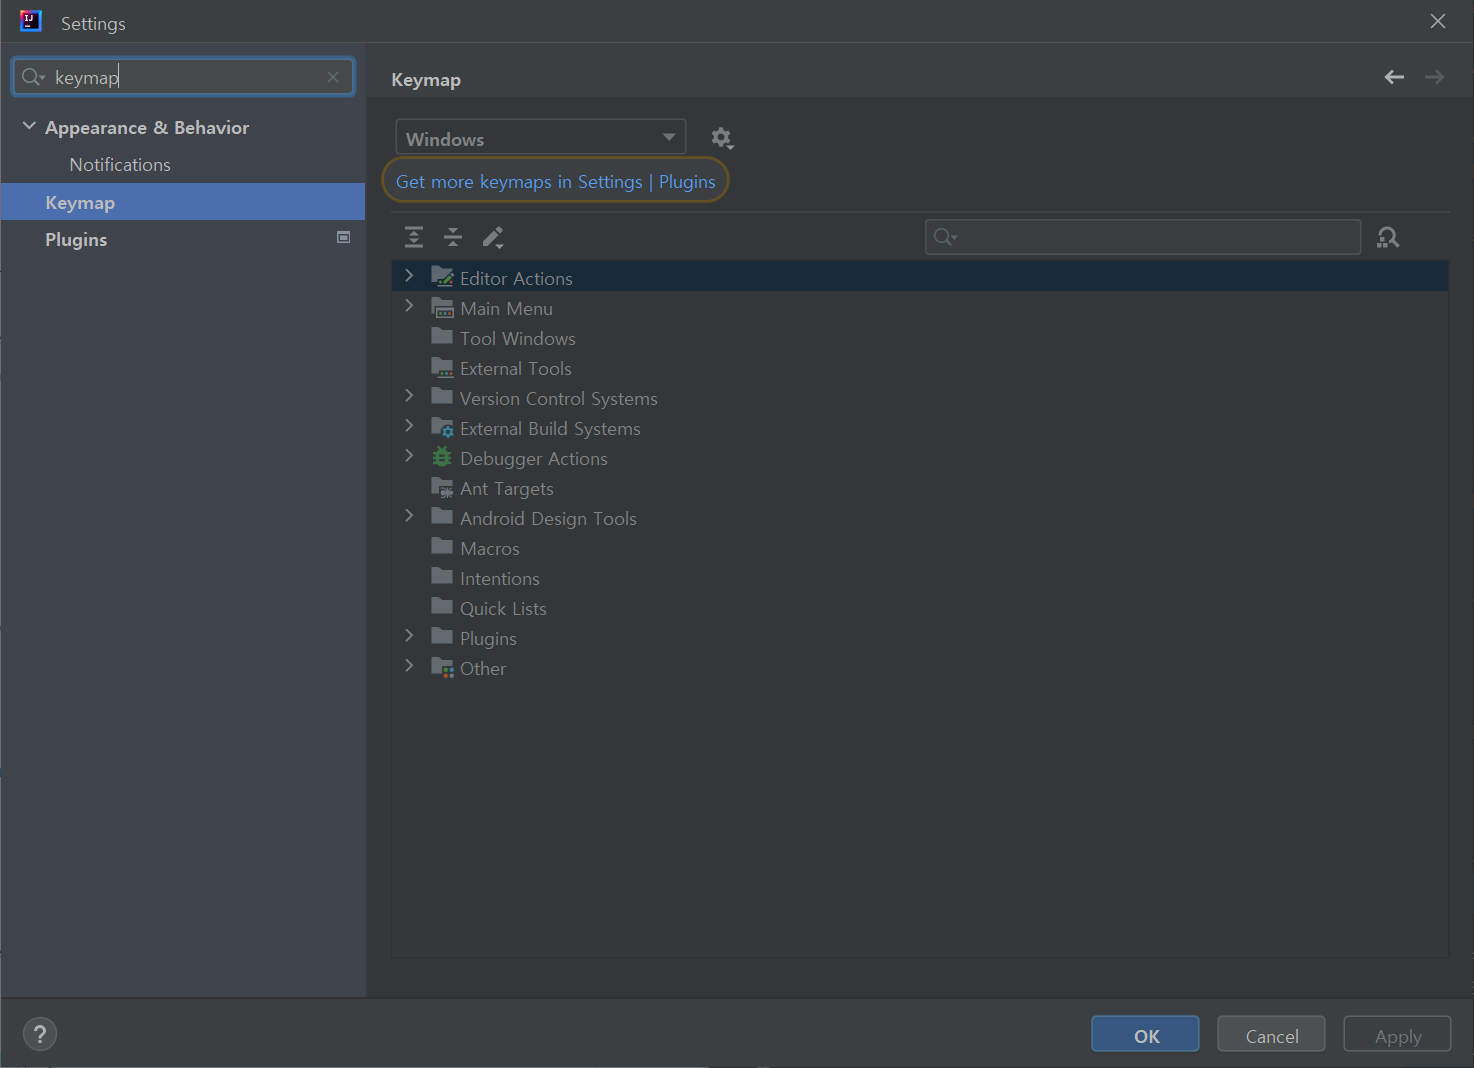 Settings
keymap
Appearance & Behavior
Notifications
Keymap
Plugins
Keymap
Windows
Get more keymaps in Settings | Plugins
Editor Actions
Main Menu
Tool Windows
External Tools
Version Control Systems
External Build Systems
Debugger Actions
Ant Targets
Android Design Tools
Macros
Intentions
Quick Lists
Plugins
Other
?
OK
Cancel
Apply